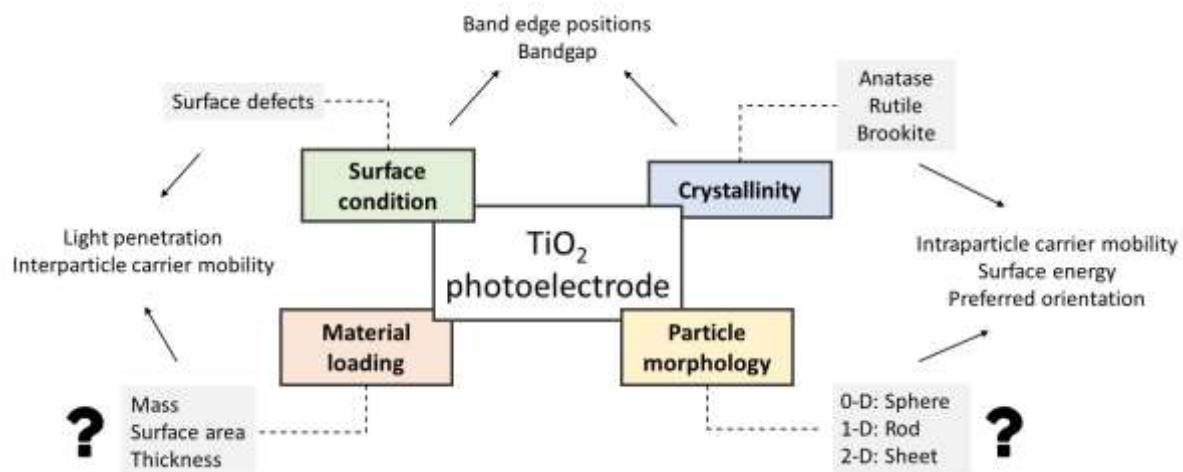 Band edge positions
Bandgap
Surface defects
Anatase
Rutile
Brookite
Surface
condition
Crystallinity
TiO₂
photoelectrode
Light penetration
Interparticle carrier mobility
Intraparticle carrier mobility
Surface energy
Preferred orientation
Material
loading
Particle
morphology
?
Mass
Surface area
Thickness
0-D: Sphere
1-D: Rod
2-D: Sheet
?